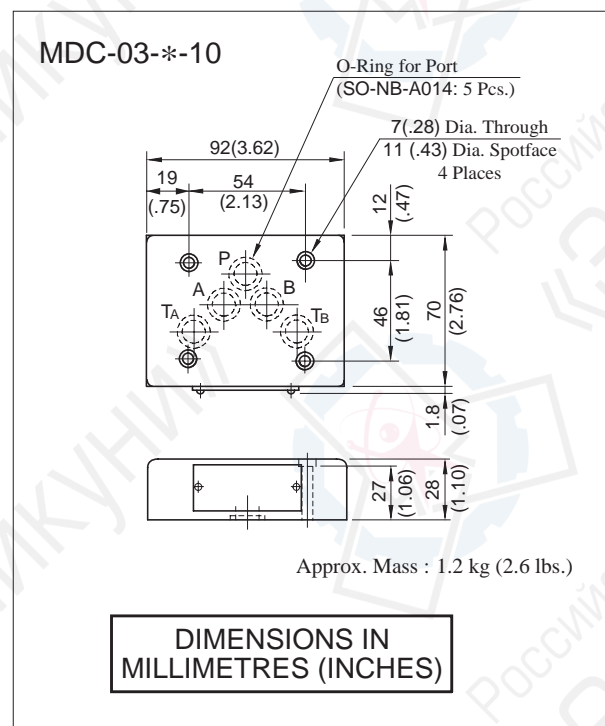 MDC-03-*-10
O-Ring for Port
(SO-NB-A014: 5 Pcs.)
7(.28) Dia. Through
11 (.43) Dia. Spotface
4 Places
92(3.62)
19
(.75)
54
(2.13)
12
(.47)
P
A
B
TA
TB
46
(1.81)
70
(2.76)
1.8
(.07)
27
(1.06)
28
(1.10)
Approx. Mass : 1.2 kg (2.6 lbs.)
DIMENSIONS IN
MILLIMETRES (INCHES)